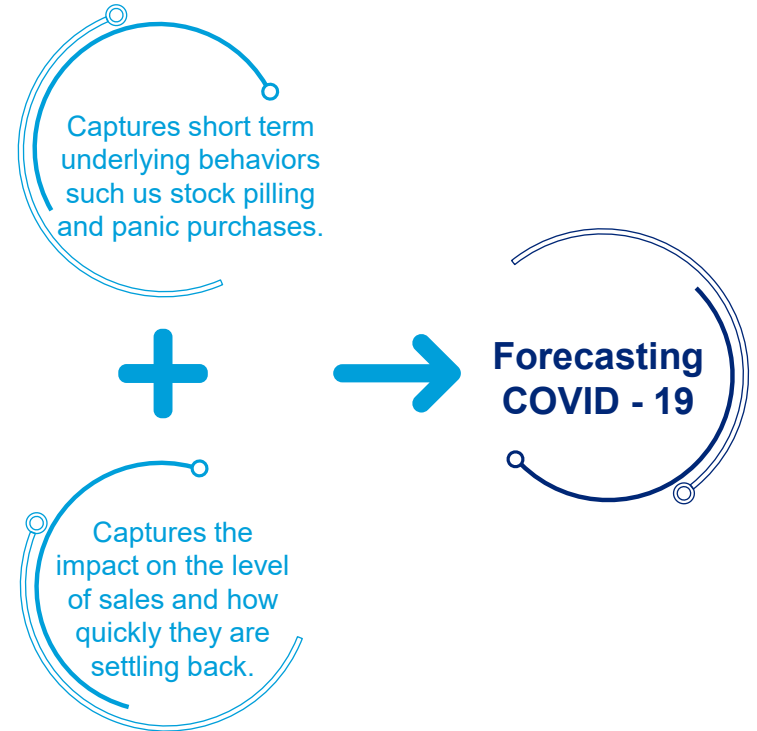 Captures short term
underlying behaviors
such us stock pilling
and panic purchases.
Forecasting
COVID - 19
Captures the
impact on the level
of sales and how
quickly they are
settling back.